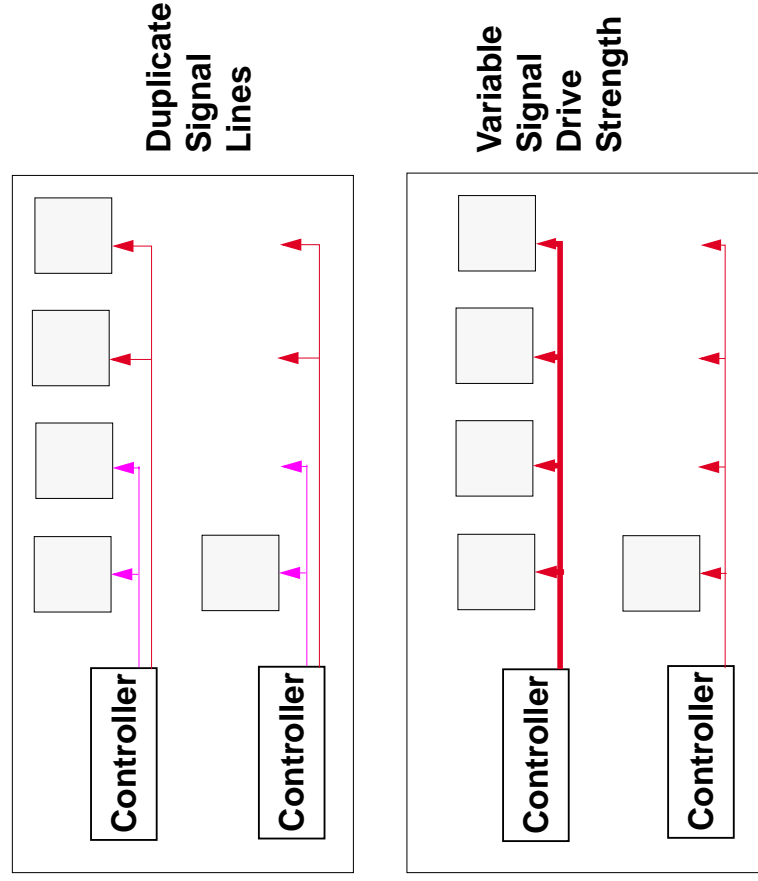 Duplicate
Signal
Lines
Controller
Controller
Variable
Signal
Drive
Strength
Controller
Controller